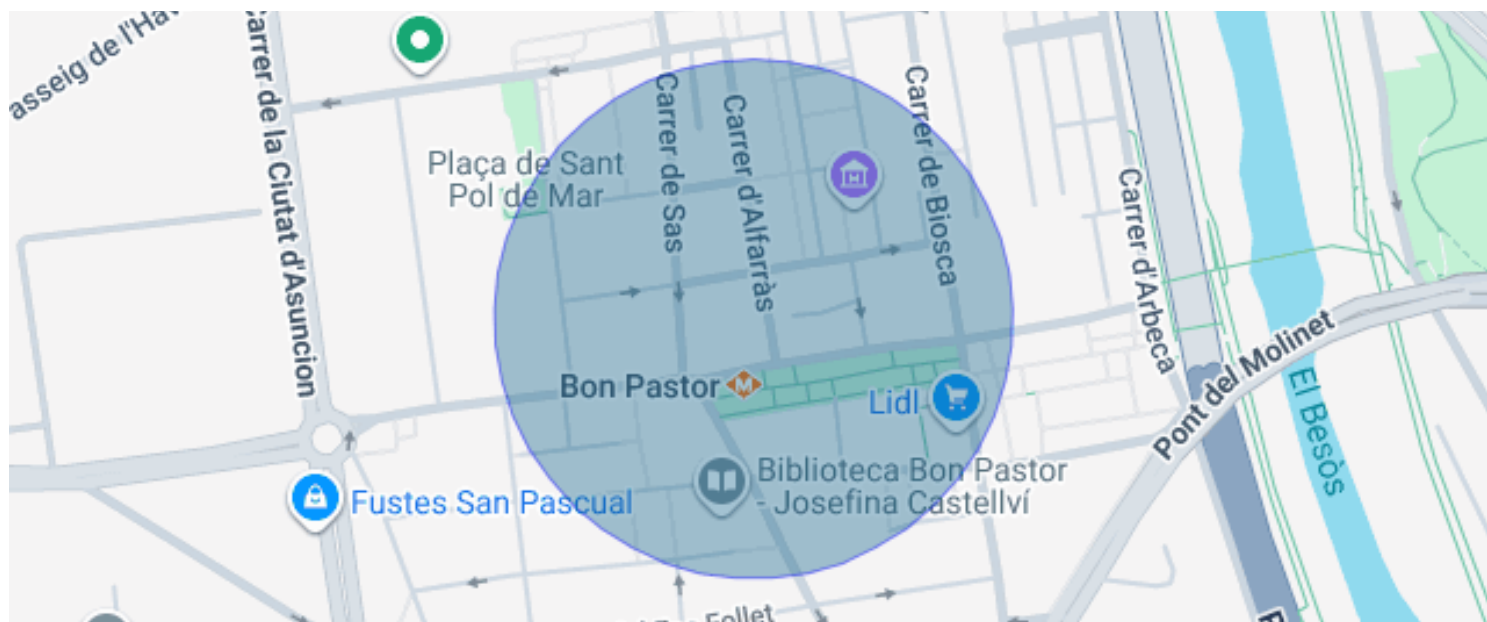 asseig de l'Hav
Carrer de la Ciutat d'Asuncion
Plaça de Sant
Pol de Mar
Carrer de Sas
Carrer d'Alfarràs
Carrer de Biosca
Carrer d'Arbeca
Bon Pastor
M
Lidl
Pont del Molinet
El Besòs
Fustes San Pascual
Biblioteca Bon Pastor
- Josefina Castellví
Follet